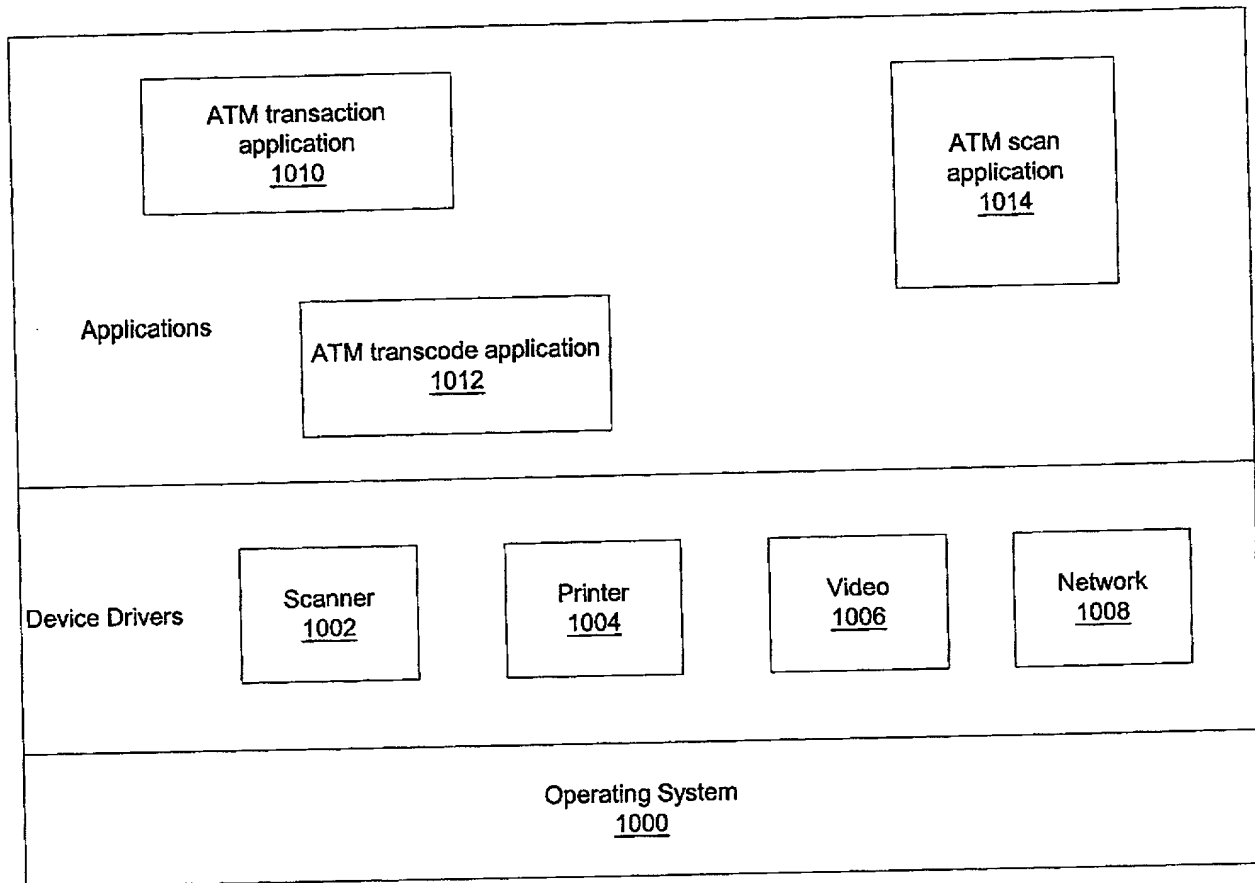 ATM transaction
application
1010
ATM scan
application
1014
Applications
ATM transcode application
1012
Device Drivers
Scanner
1002
Printer
1004
Video
1006
Network
1008
Operating System
1000